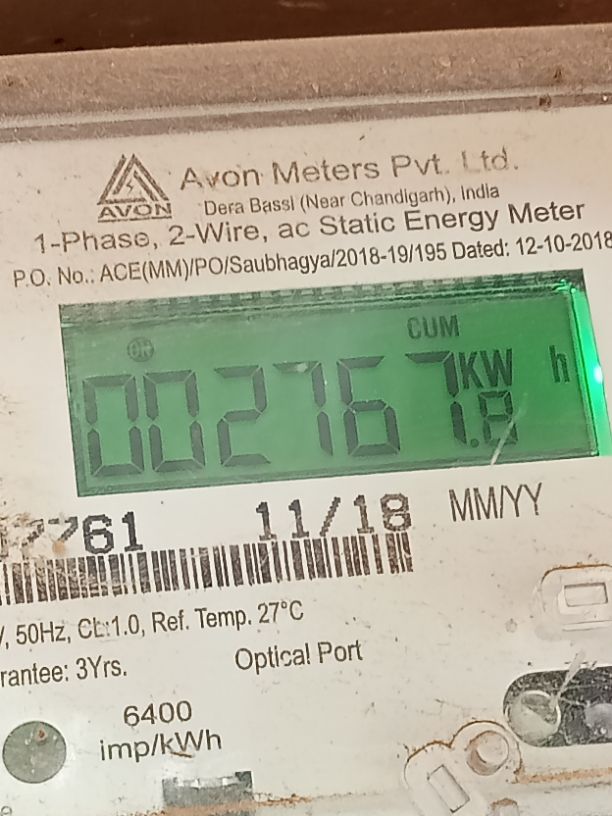 Avon Meters Pvt. Ltd.
AVON
Dera Bassi (Near Chandigarh), India
1-Phase, 2-Wire, ac Static Energy Meter
P.O. No.: ACE(MM)/PO/Saubhagya/2018-19/195 Dated: 12-10-2018
CUM
002767.8 KW h
761 11/18 MM/YY
, 50Hz, CL:1.0, Ref. Temp. 27°C
rantee: 3Yrs. Optical Port
6400
imp/kWh